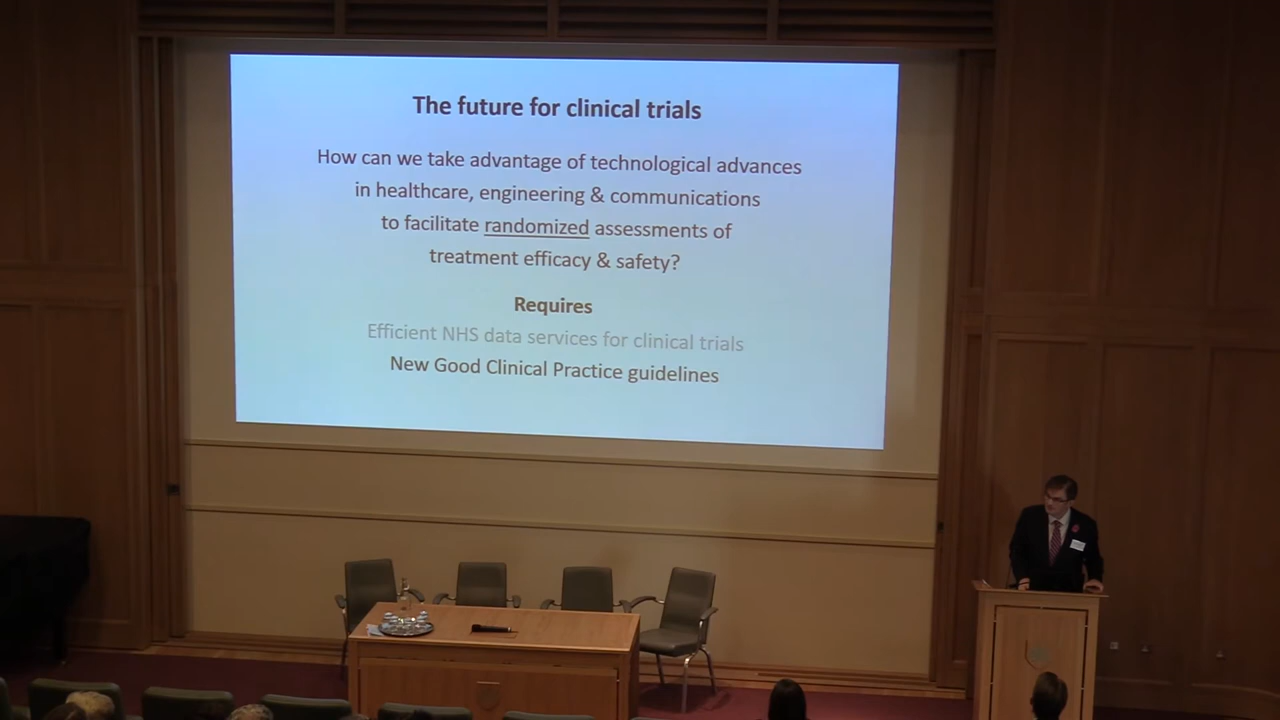 The future for clinical trials
How can we take advantage of technological advances
in healthcare, engineering & communications
to facilitate randomized assessments of
treatment efficacy & safety?
Requires
Efficient NHS data services for clinical trials
New Good Clinical Practice guidelines